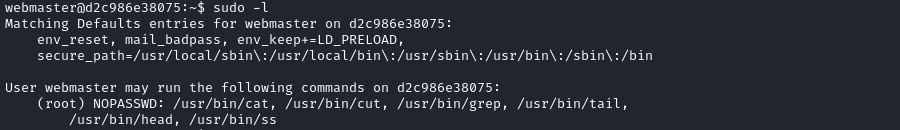 webmaster@d2c986e38075:~$ sudo -l
Matching Defaults entries for webmaster on d2c986e38075:
    env_reset, mail_badpass, env_keep+=LD_PRELOAD,
    secure_path=/usr/local/sbin\:/usr/local/bin\:/usr/sbin\:/usr/bin\:/sbin\:/bin

User webmaster may run the following commands on d2c986e38075:
    (root) NOPASSWD: /usr/bin/cat, /usr/bin/cut, /usr/bin/grep, /usr/bin/tail,
        /usr/bin/head, /usr/bin/ss